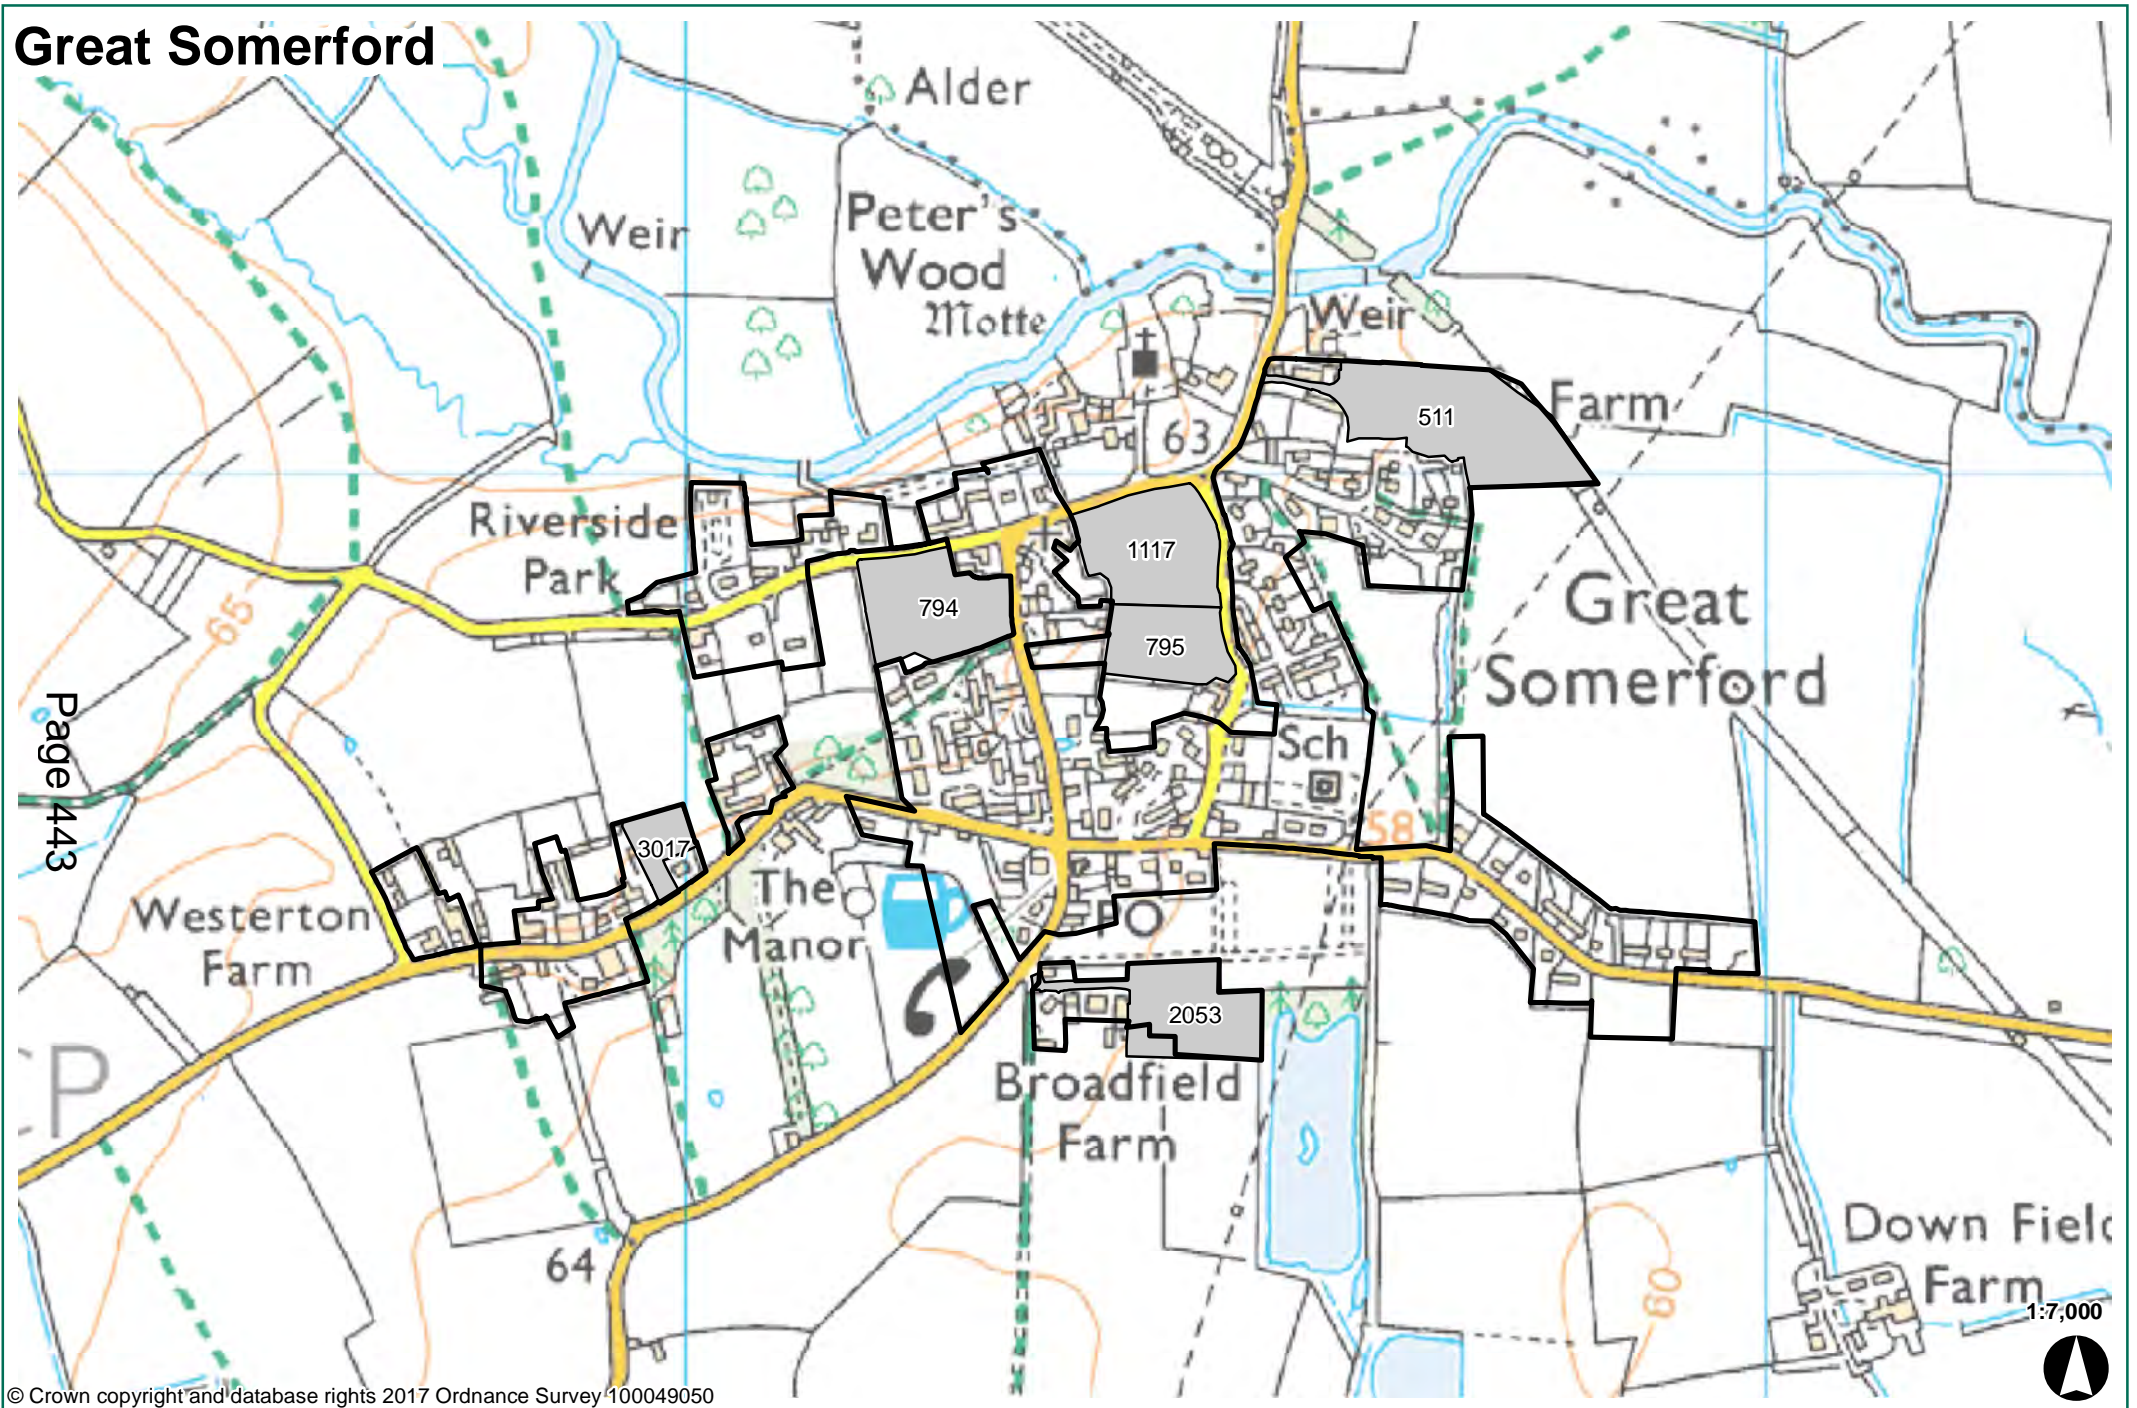 Great Somerford
Alder
Peter's
Wood
Weir
Motte
Weir
63
511
Farm
Riverside
Park
1117
794
795
Great
Somerford
65
Page 443
Sch
58
3017
The
Manor
PO
Westerton
Farm
2053
Broadfield
Farm
CP
64
60
Down Field
Farm
1:7,000
© Crown copyright and database rights 2017 Ordnance Survey 100049050